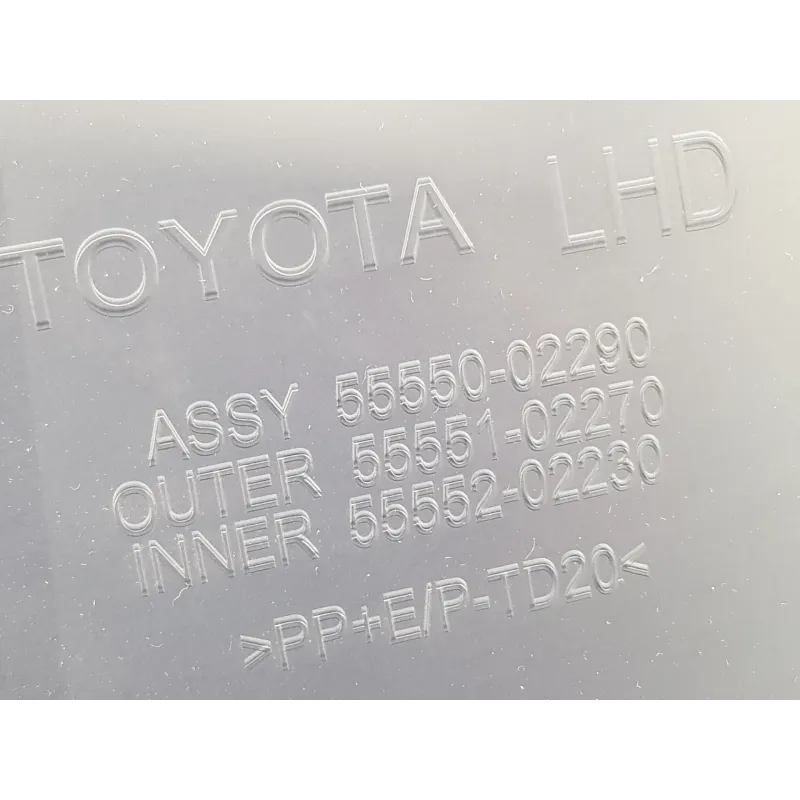 TOYOTA LHD
ASSY 55550-02290
OUTER 55551-02270
INNER 55552-02230
>PP+E/P-TD20<